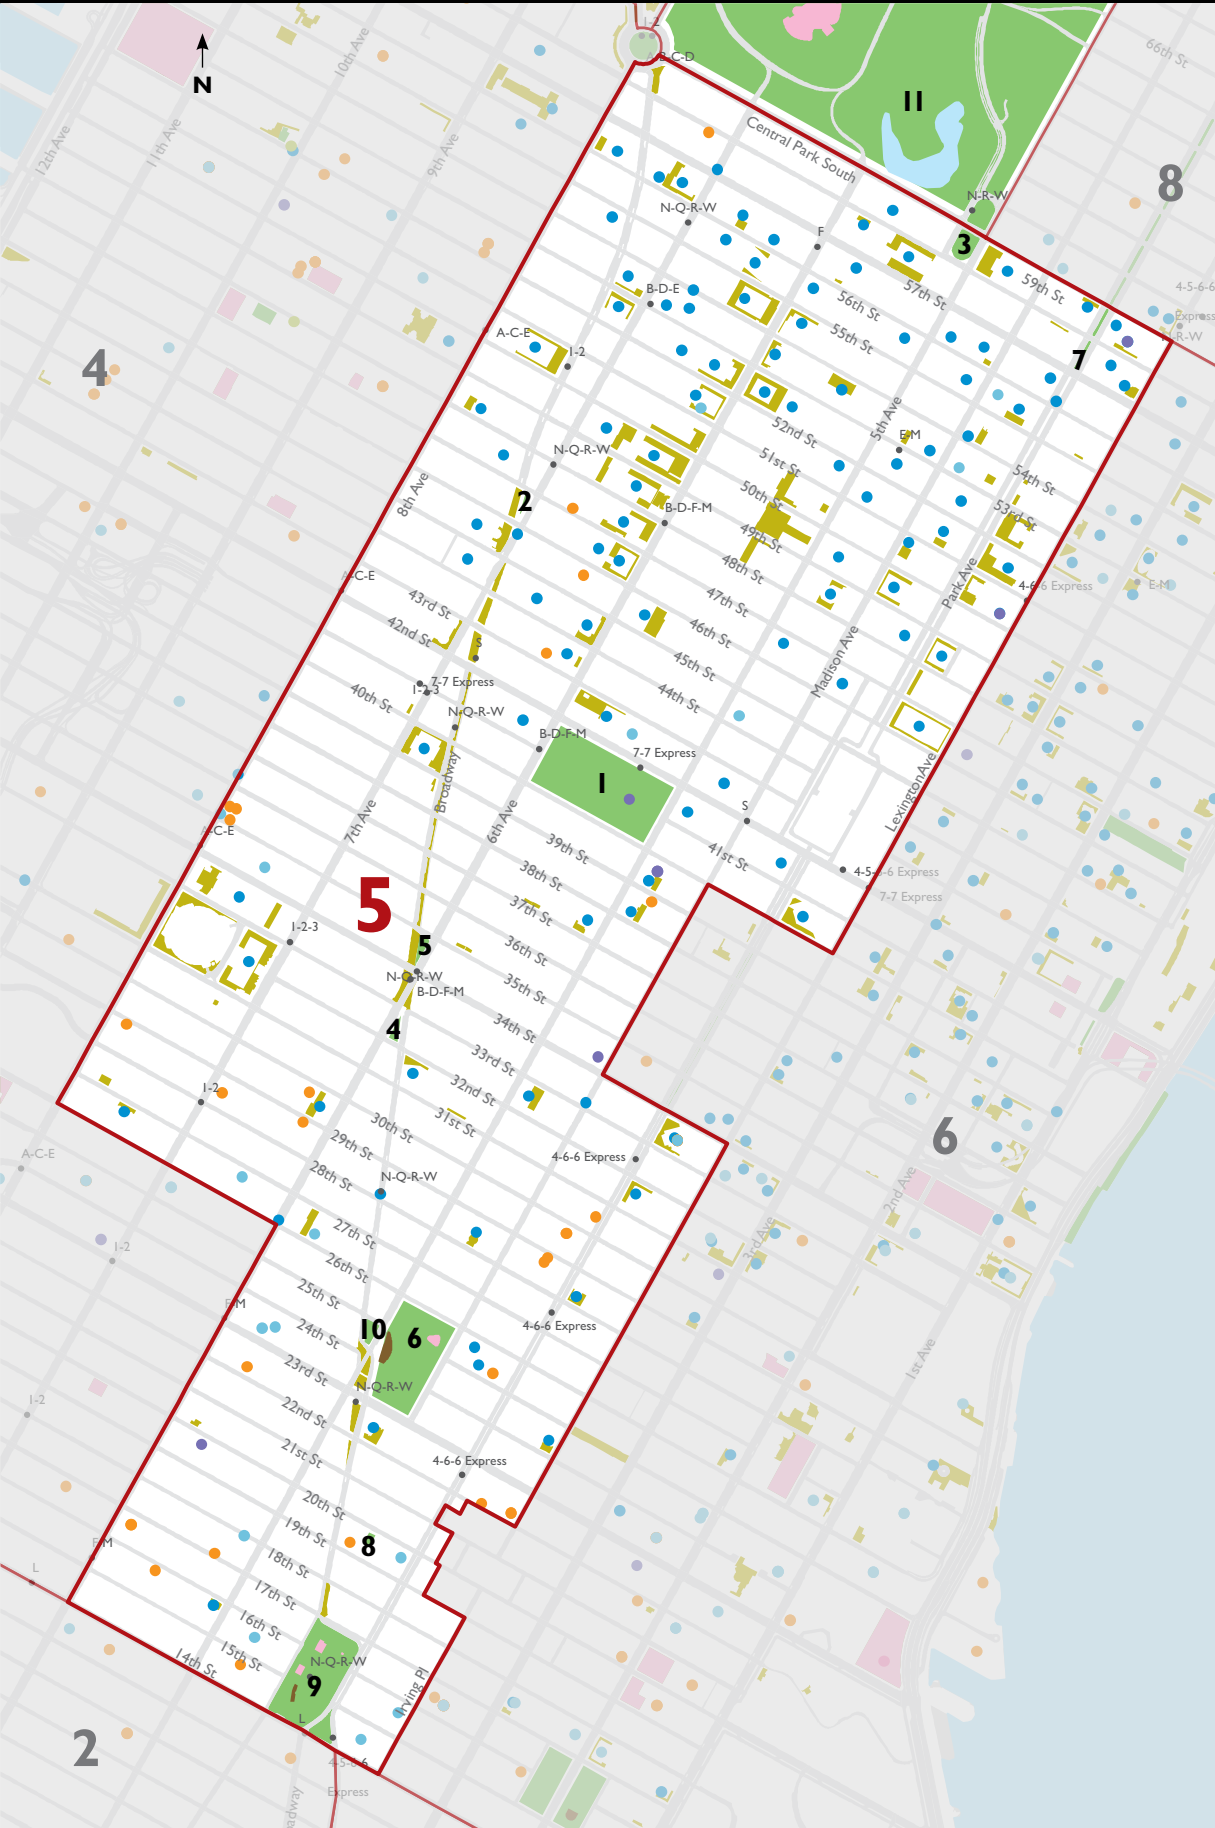 1-2
A-B-C-D
N
10th Ave
66th St
11
12th Ave
11th Ave
9th Ave
Central Park South
8
N-R-W
N-Q-R-W
F
3
59th St
57th St
B-D-E
56th St
4-5-6-6
Express
N-R-W
A-C-E
55th St
1-2
7
4
5th Ave
52nd St
E-M
N-Q-R-W
51st St
54th St
8th Ave
50th St
2
B-D-F-M
53rd St
49th St
48th St
A-C-E
Park Ave
4-6-6 Express
E-M
43rd St
47th St
42nd St
46th St
S
Madison Ave
45th St
7-7 Express
1-2-3
40th St
44th St
N-Q-R-W
B-D-F-M
7-7 Express
Broadway
1
Lexington Ave
7th Ave
6th Ave
S
A-C-E
39th St
41st St
38th St
4-5-6-6 Express
7-7 Express
5
37th St
1-2-3
5
36th St
N-Q-R-W
B-D-F-M
35th St
4
34th St
33rd St
32nd St
1-2
31st St
30th St
29th St
6
A-C-E
4-6-6 Express
28th St
N-Q-R-W
2nd Ave
27th St
3rd Ave
1-2
26th St
25th St
F-M
24th St
10
6
4-6-6 Express
23rd St
1st Ave
N-Q-R-W
1-2
22nd St
21st St
4-6-6 Express
20th St
19th St
8
F-M
18th St
L
17th St
16th St
15th St
14th St
N-Q-R-W
9
Irving Pl
L
2
4-5-6-6
Express